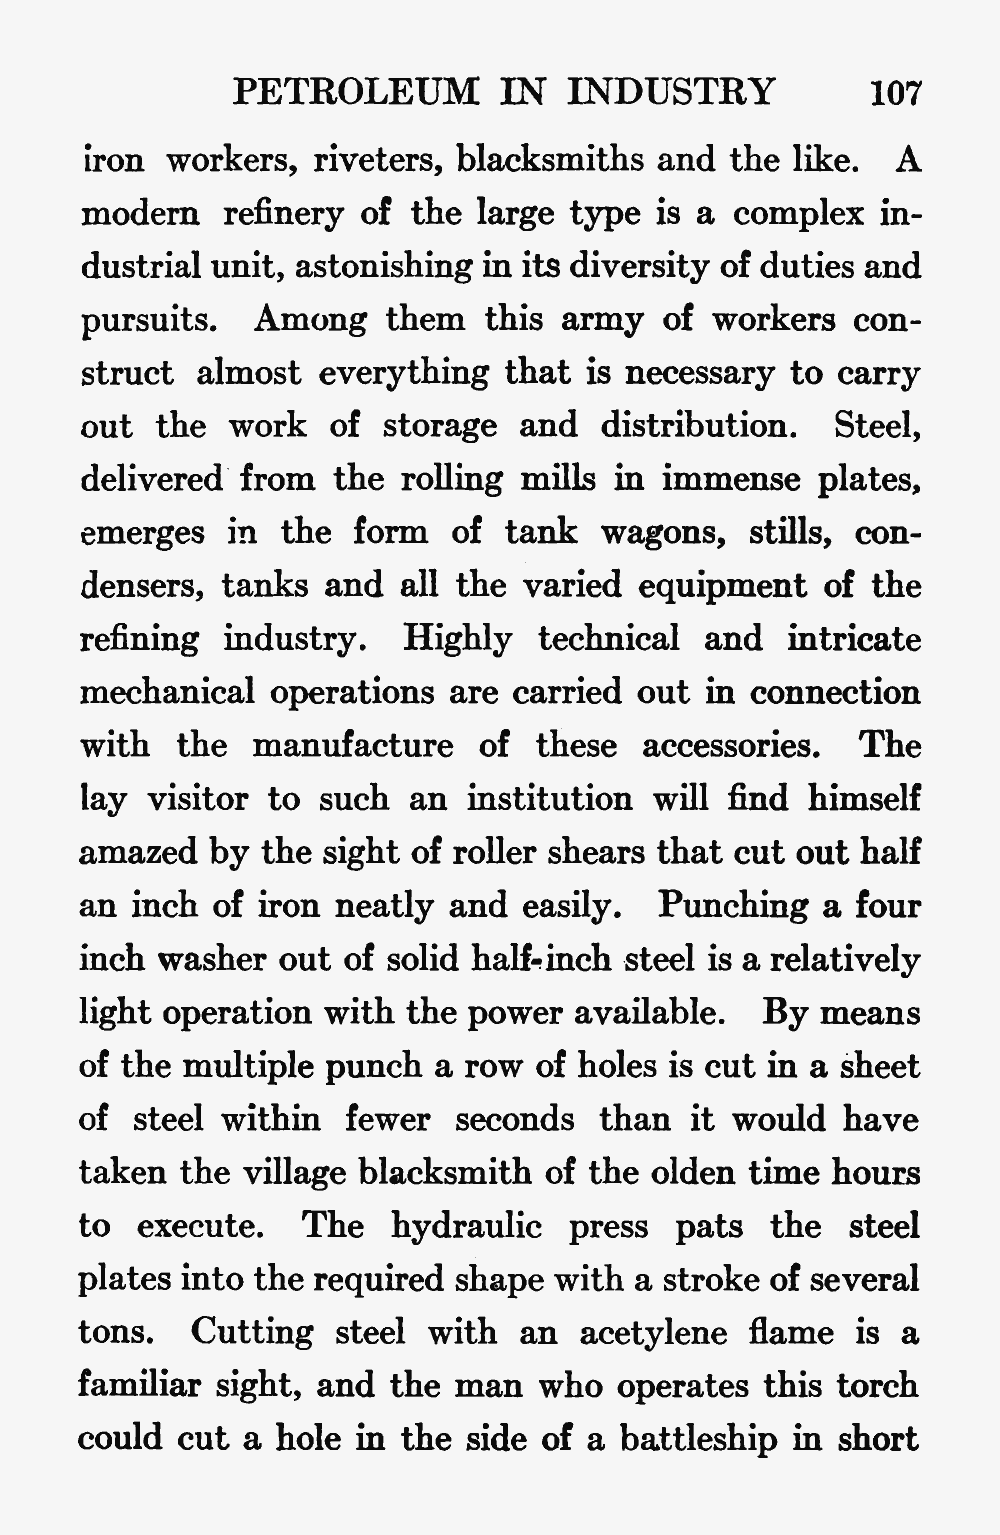 PETROLEUM IN INDUSTRY 107
iron workers, riveters, blacksmiths and the like. A
modern refinery of the large type is a complex in-
dustrial unit, astonishing in its diversity of duties and
pursuits. Among them this army of workers con-
struct almost everything that is necessary to carry
out the work of storage and distribution. Steel,
delivered from the rolling mills in immense plates,
emerges in the form of tank wagons, stills, con-
densers, tanks and all the varied equipment of the
refining industry. Highly technical and intricate
mechanical operations are carried out in connection
with the manufacture of these accessories. The
lay visitor to such an institution will find himself
amazed by the sight of roller shears that cut out half
an inch of iron neatly and easily. Punching a four
inch washer out of solid half-inch steel is a relatively
light operation with the power available. By means
of the multiple punch a row of holes is cut in a sheet
of steel within fewer seconds than it would have
taken the village blacksmith of the olden time hours
to execute. The hydraulic press pats the steel
plates into the required shape with a stroke of several
tons. Cutting steel with an acetylene flame is a
familiar sight, and the man who operates this torch
could cut a hole in the side of a battleship in short